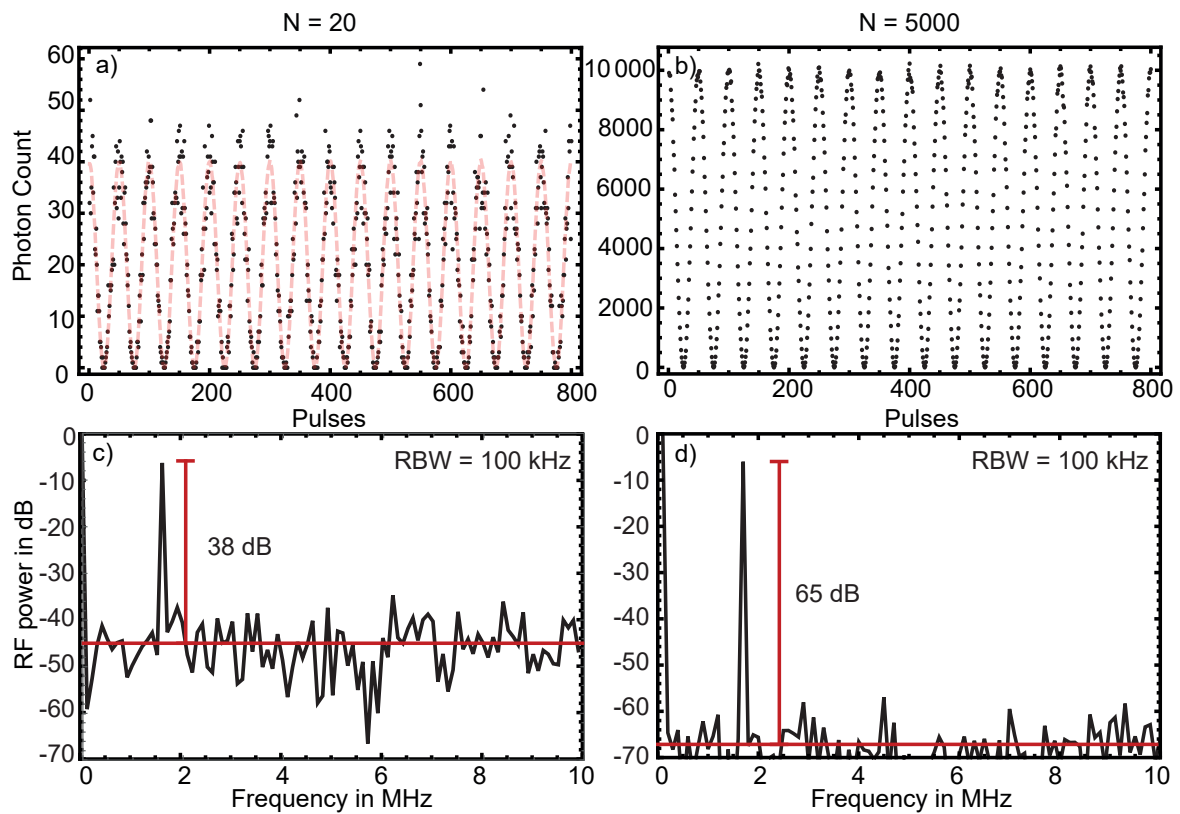 N = 20
N = 5000
a)
b)
60
50
40
30
20
10
0
Photon Count
0 200 400 600 800
Pulses
10 000
8000
6000
4000
2000
0
0 200 400 600 800
Pulses
c)
RBW = 100 kHz
38 dB
0
-10
-20
-30
-40
-50
-60
-70
RF power in dB
0 2 4 6 8 10
Frequency in MHz
d)
RBW = 100 kHz
65 dB
0
-10
-20
-30
-40
-50
-60
-70
0 2 4 6 8 10
Frequency in MHz